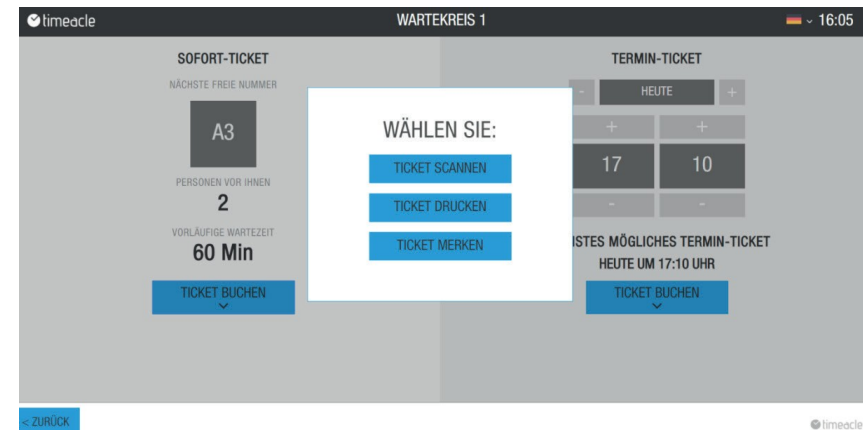 timeacle
WARTEKREIS 1
16:05
SOFORT-TICKET
NÄCHSTE FREIE NUMMER
A3
PERSONEN VOR IHNEN
2
VORLÄUFIGE WARTEZEIT
60 Min
TICKET BUCHEN
WÄHLEN SIE:
TICKET SCANNEN
TICKET DRUCKEN
TICKET MERKEN
TERMIN-TICKET
- HEUTE +
+ +
17 10
- -
ISTES MÖGLICHES TERMIN-TICKET
HEUTE UM 17:10 UHR
TICKET BUCHEN
< ZURÜCK
timeacle